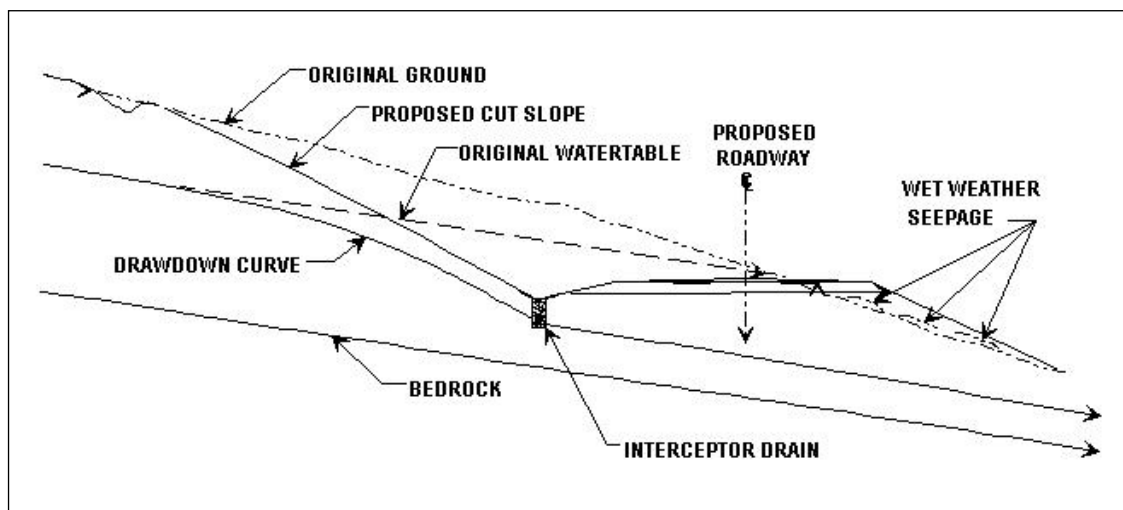 ORIGINAL GROUND
PROPOSED CUT SLOPE
ORIGINAL WATERTABLE
PROPOSED
ROADWAY
℄
WET WEATHER
SEEPAGE
DRAWDOWN CURVE
BEDROCK
INTERCEPTOR DRAIN